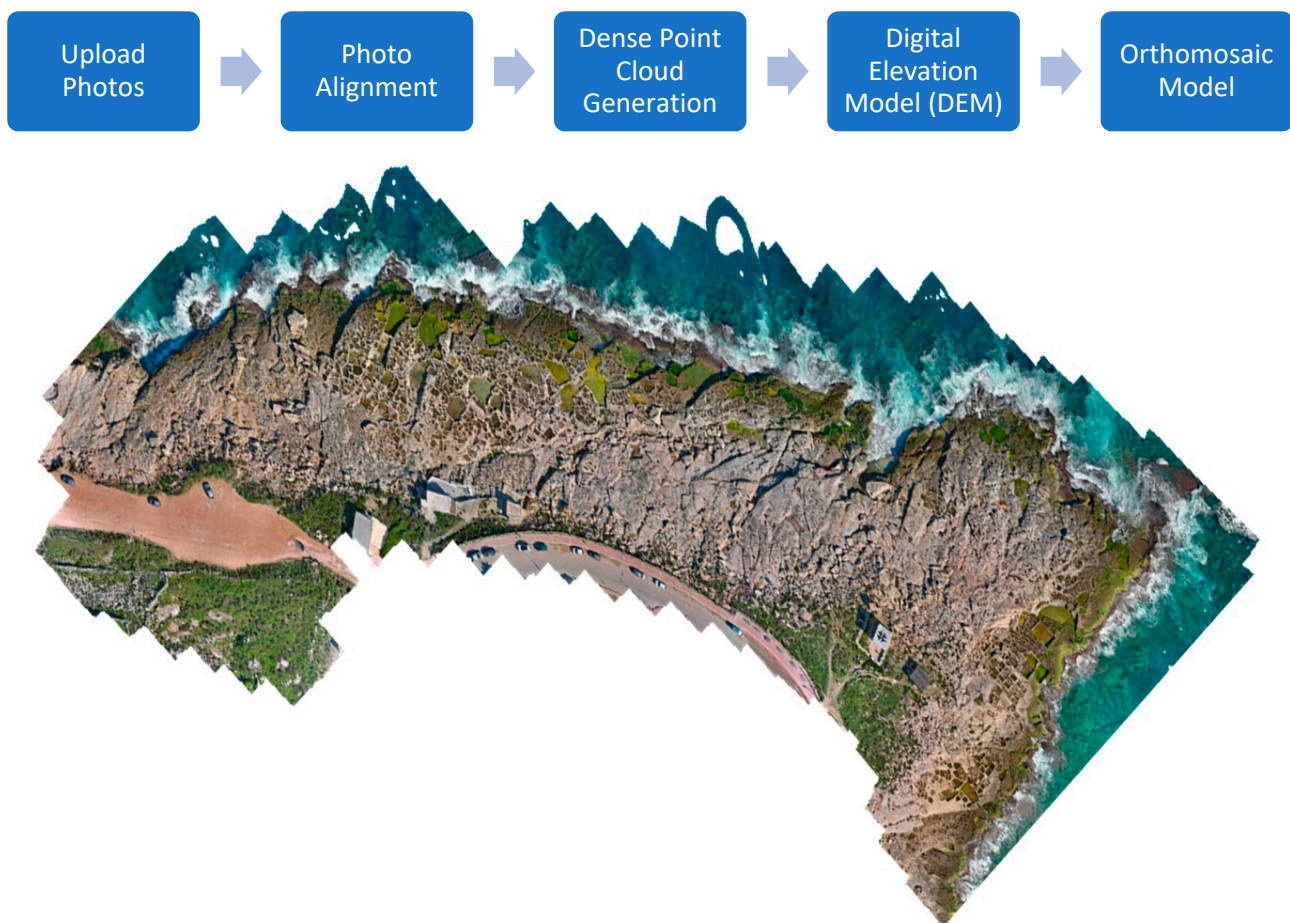 Upload
Photos
Photo
Alignment
Dense Point
Cloud
Generation
Digital
Elevation
Model (DEM)
Orthomosaic
Model